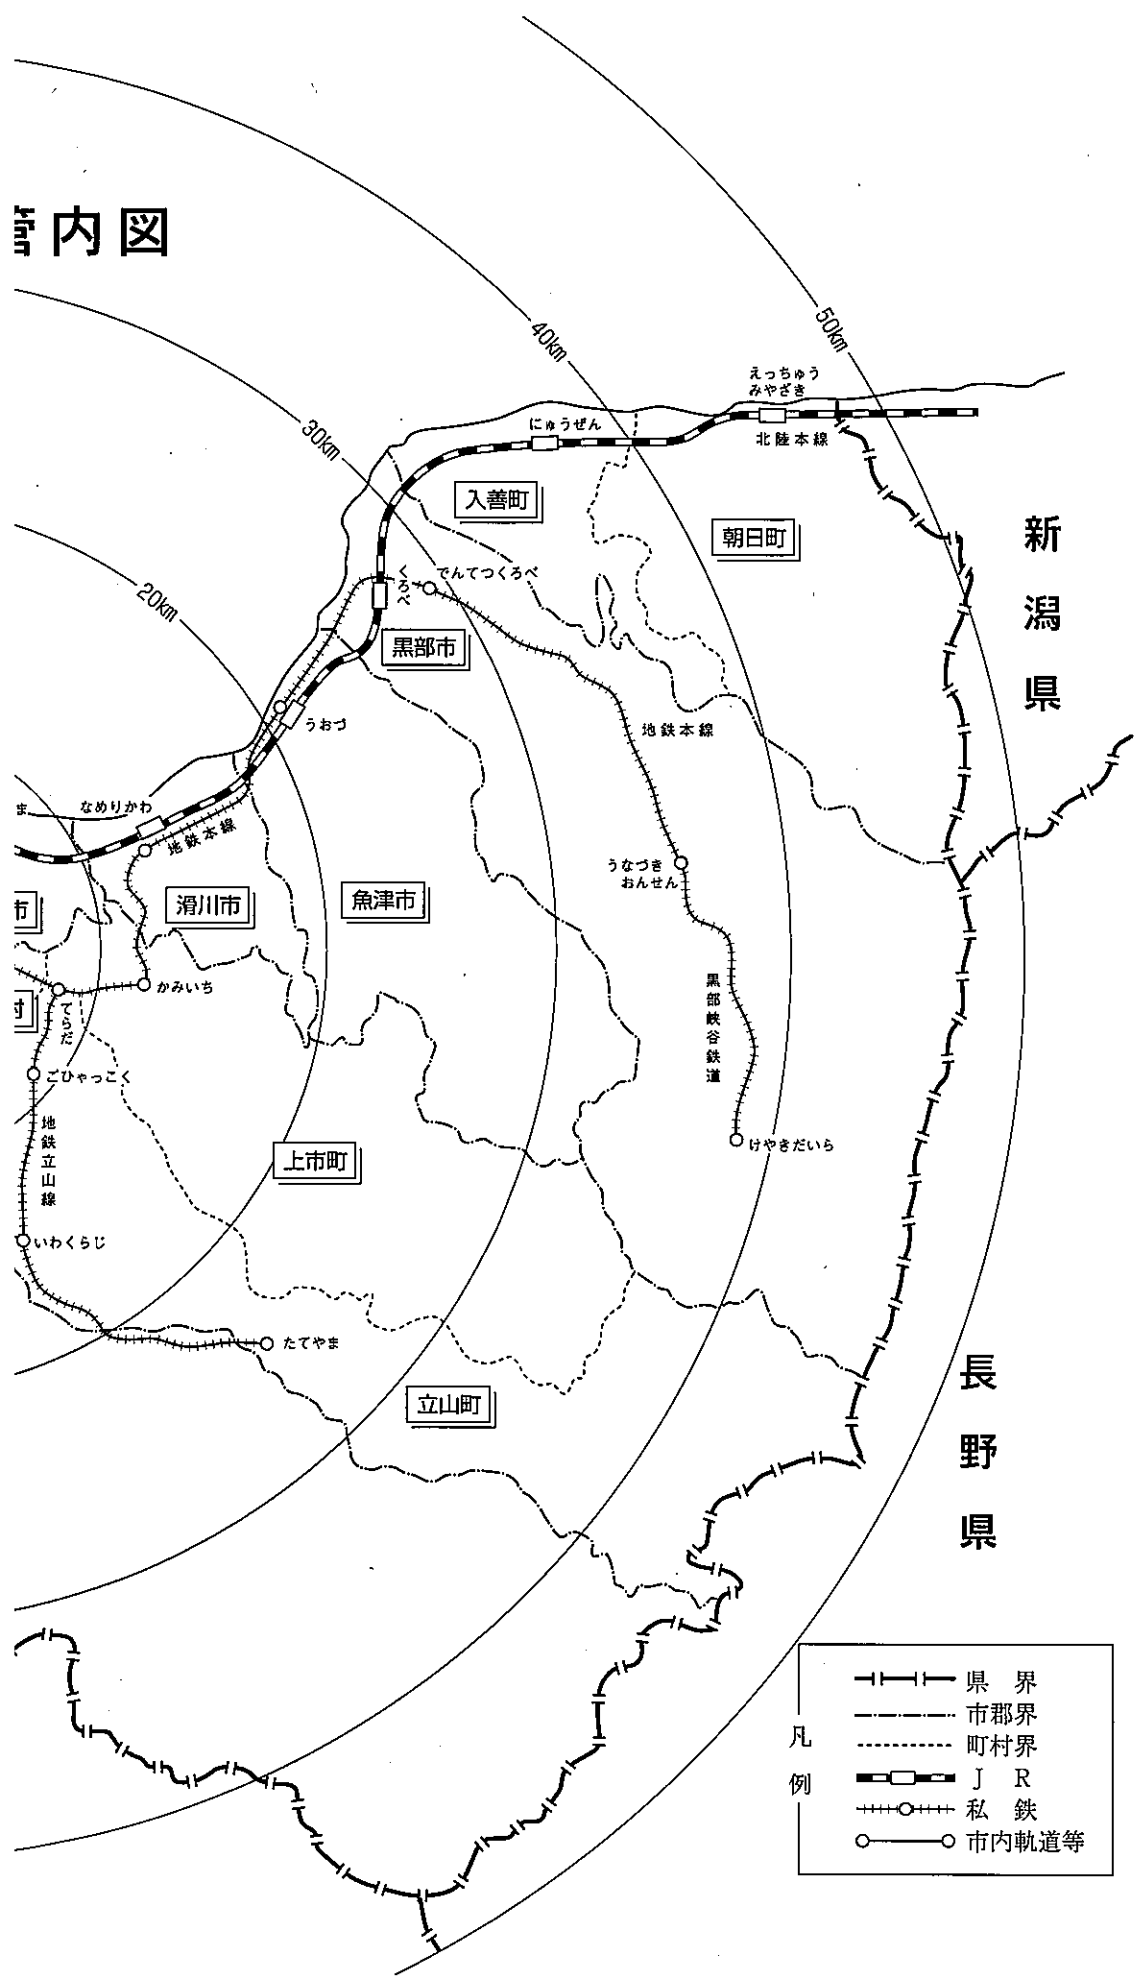 管内図
20km
30km
40km
50km
えっちゅう
みやざき
にゅうぜん
北陸本線
入善町
朝日町
新潟県
くろべ
でんてつくろべ
黒部市
うおづ
地鉄本線
ま
なめりかわ
地鉄本線
うなづき
おんせん
市
滑川市
魚津市
かみいち
村
てらだ
黒部峡谷鉄道
ごひゃっこく
地鉄立山線
けやきだいら
上市町
いわくらじ
たてやま
立山町
長野県
凡例
県 界
市郡界
町村界
J R
私 鉄
市内軌道等